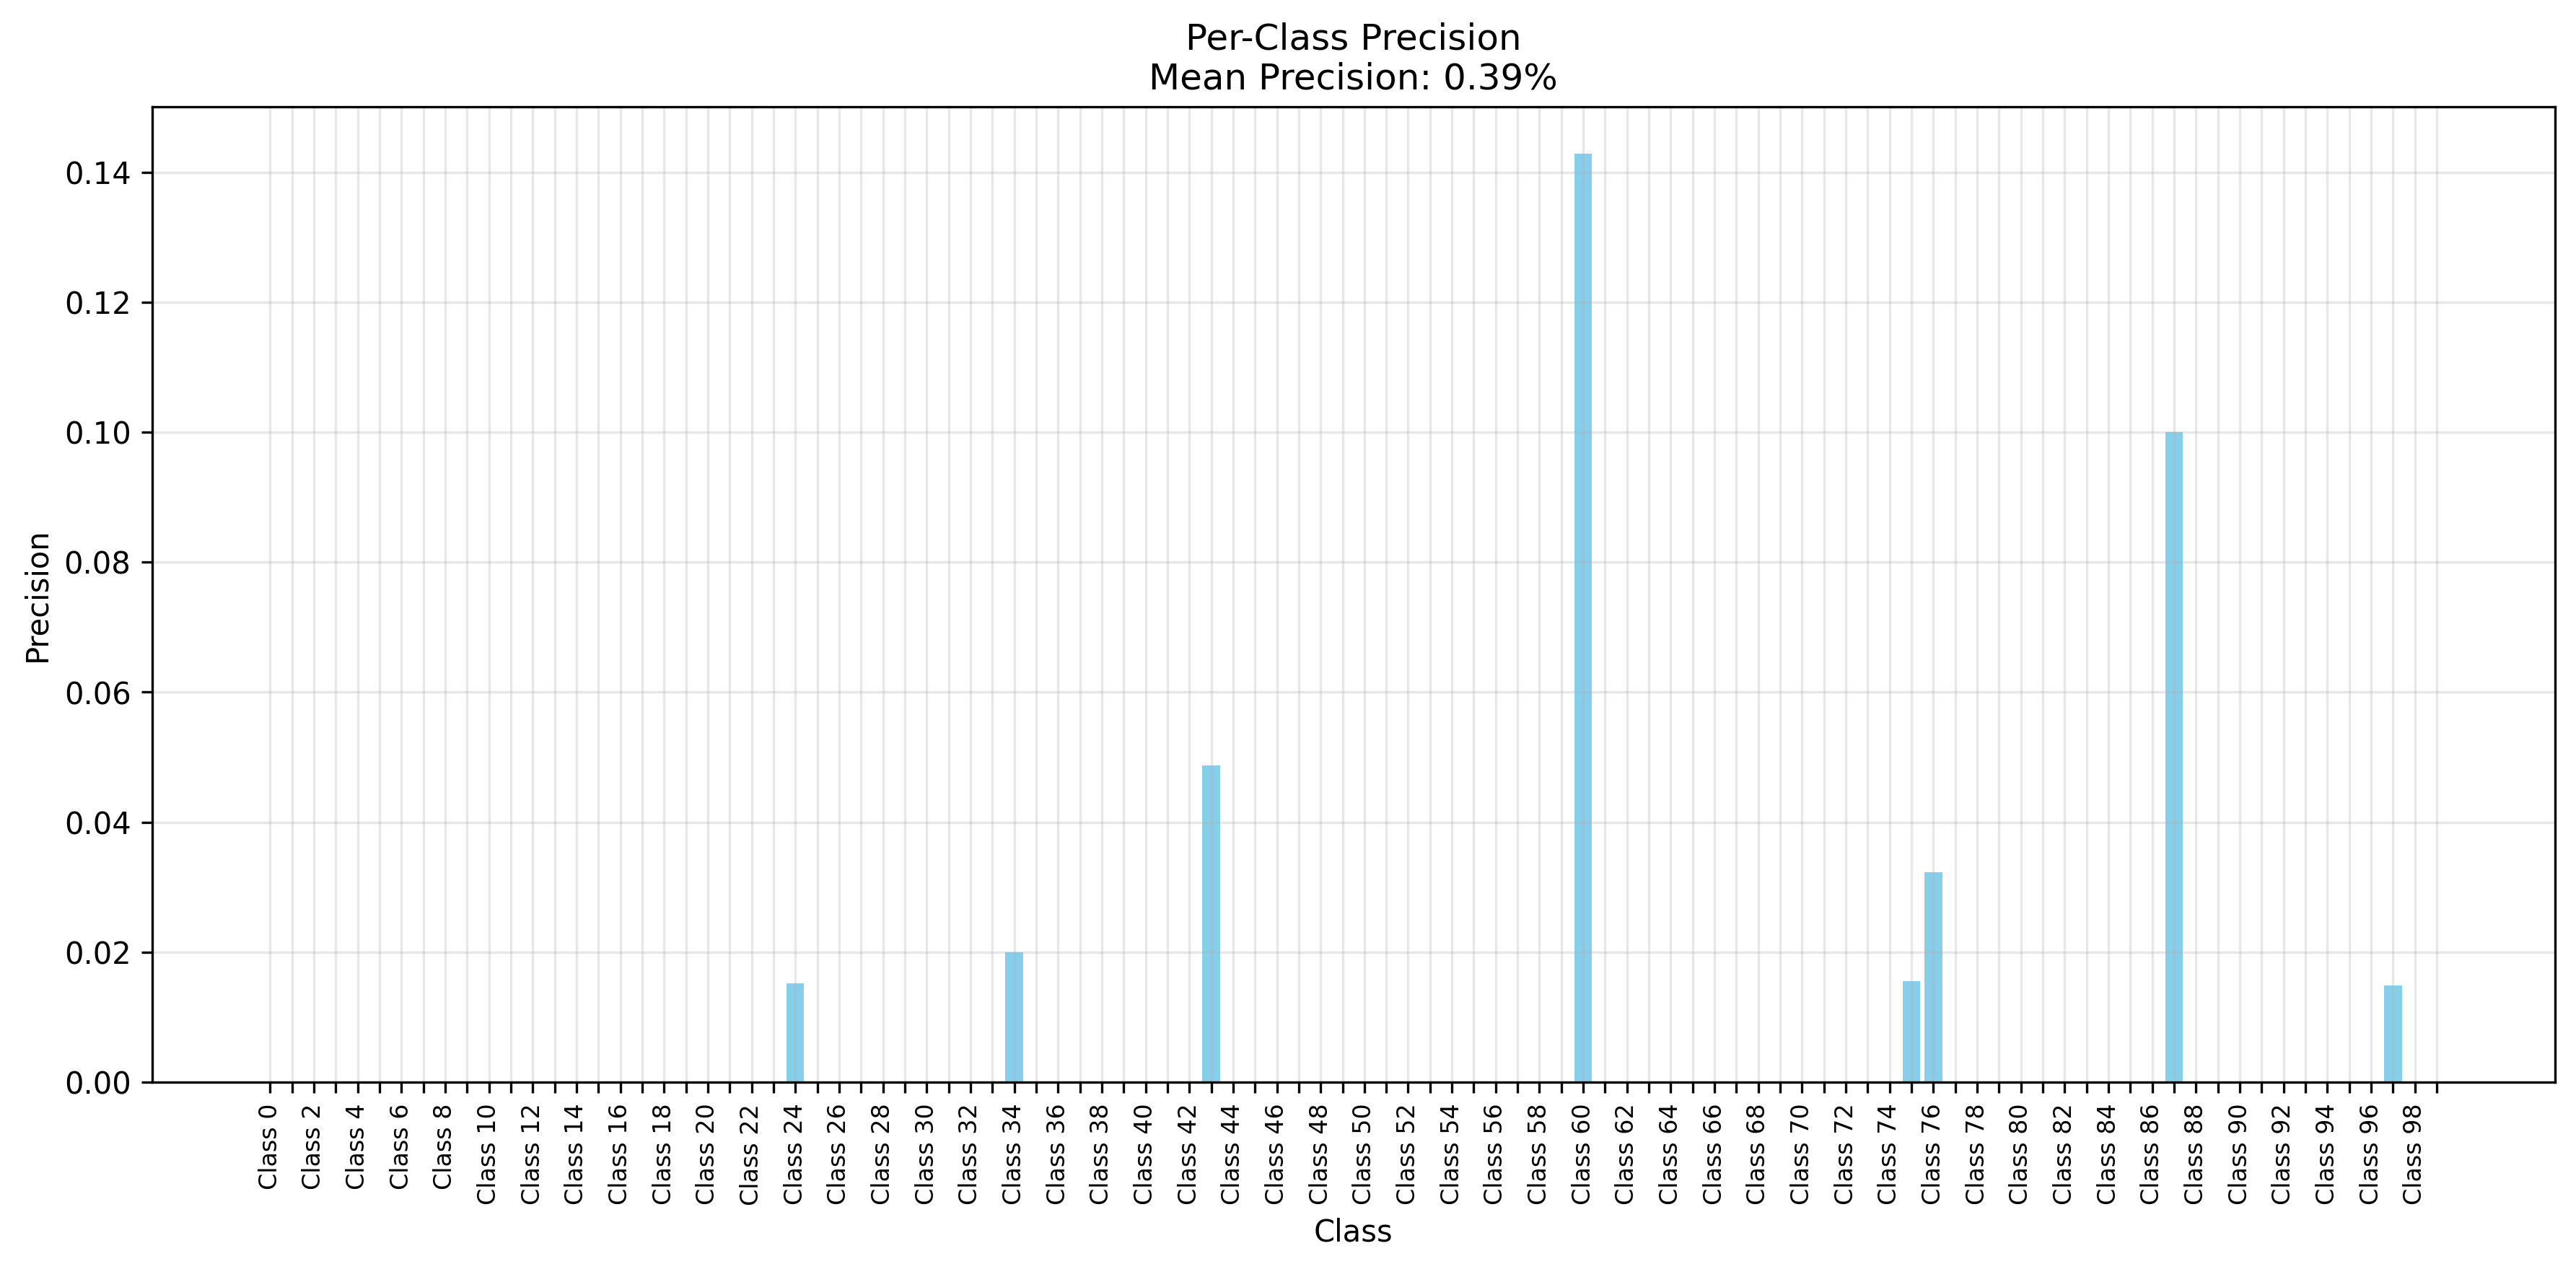 Per-Class Precision
Mean Precision: 0.39%
Precision
0.14
0.12
0.10
0.08
0.06
0.04
0.02
0.00
Class 0
Class 2
Class 4
Class 6
Class 8
Class 10
Class 12
Class 14
Class 16
Class 18
Class 20
Class 22
Class 24
Class 26
Class 28
Class 30
Class 32
Class 34
Class 36
Class 38
Class 40
Class 42
Class 44
Class 46
Class 48
Class 50
Class 52
Class 54
Class 56
Class 58
Class 60
Class 62
Class 64
Class 66
Class 68
Class 70
Class 72
Class 74
Class 76
Class 78
Class 80
Class 82
Class 84
Class 86
Class 88
Class 90
Class 92
Class 94
Class 96
Class 98
Class